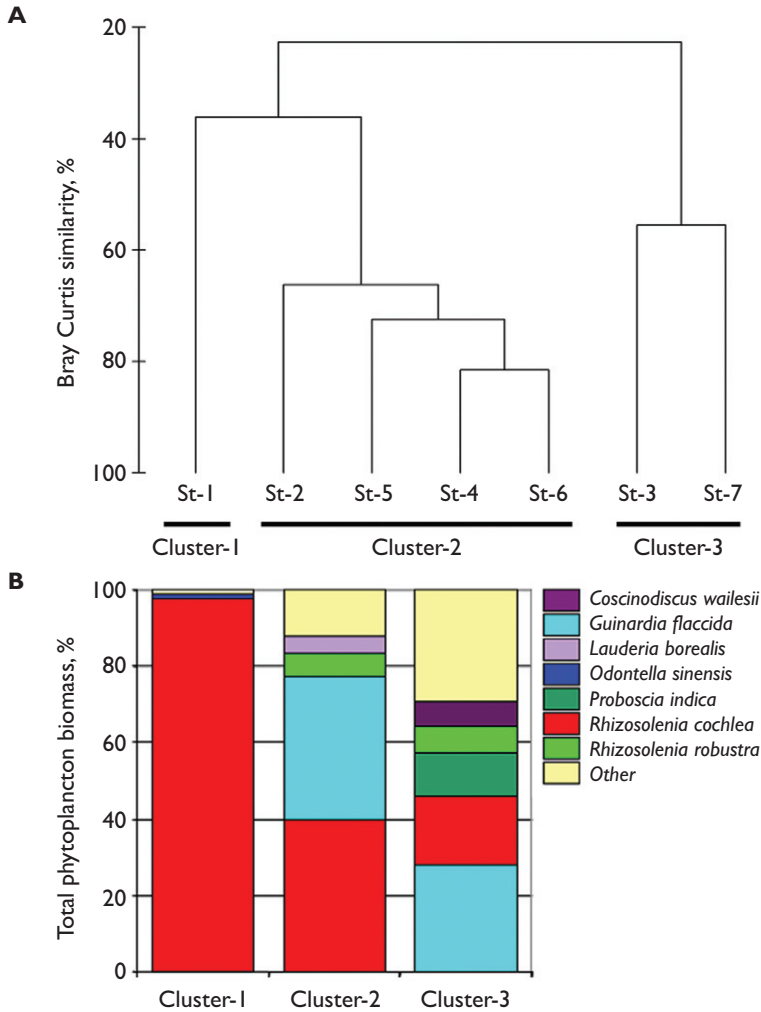 A
Bray Curtis similarity, %
20
40
60
80
100
St-1 St-2 St-5 St-4 St-6 St-3 St-7
Cluster-1 Cluster-2 Cluster-3
B
Total phytoplancton biomass, %
100
80
60
40
20
0
Cluster-1 Cluster-2 Cluster-3
Coscinodiscus wailesii
Guinardia flaccida
Lauderia borealis
Odontella sinensis
Proboscia indica
Rhizosolenia cochlea
Rhizosolenia robustra
Other